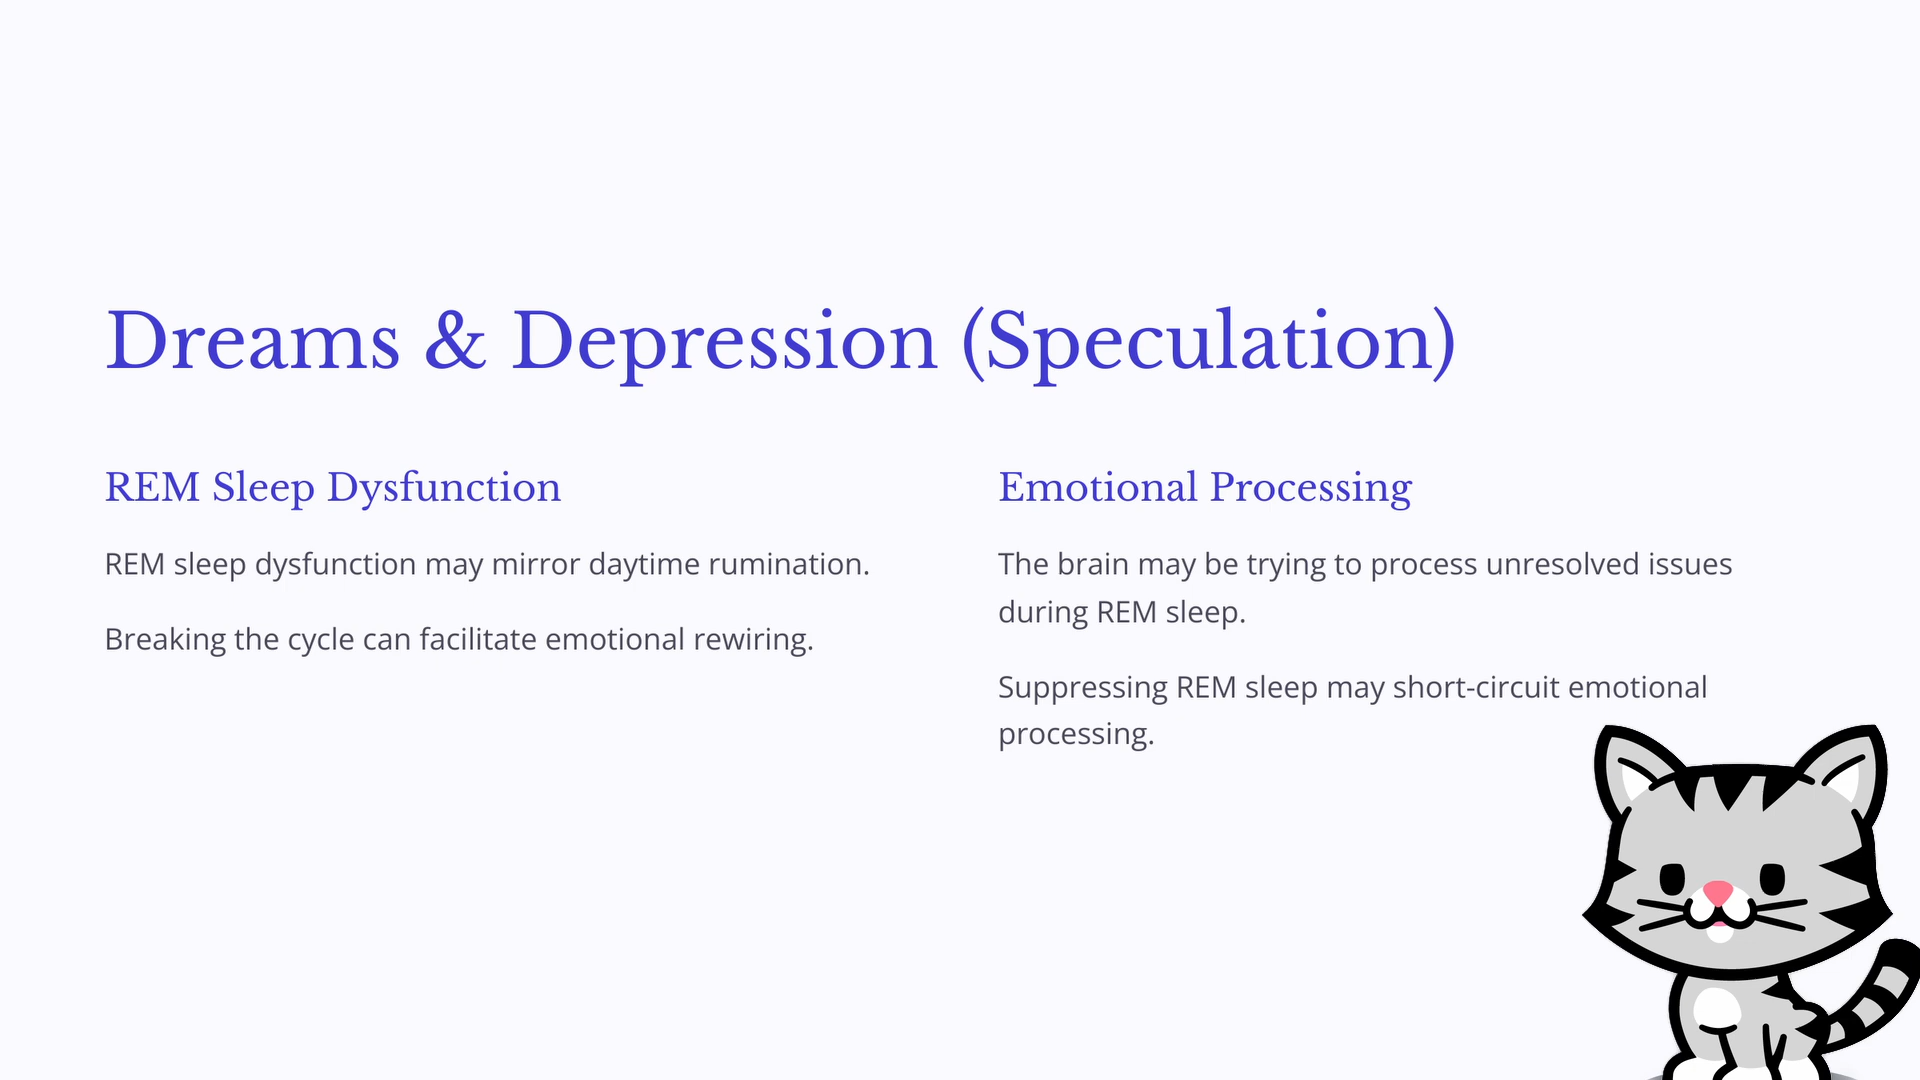 Dreams & Depression (Speculation)
REM Sleep Dysfunction
REM sleep dysfunction may mirror daytime rumination.
Breaking the cycle can facilitate emotional rewiring.
Emotional Processing
The brain may be trying to process unresolved issues
during REM sleep.
Suppressing REM sleep may short-circuit emotional
processing.